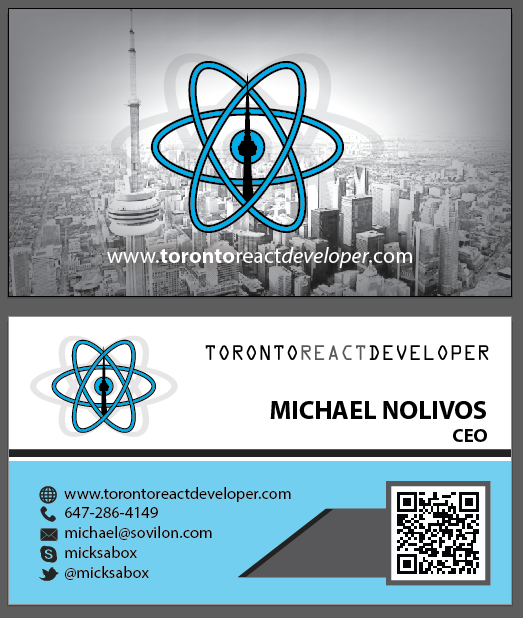 www.torontoreactdeveloper.com
TORONTOREACTDEVELOPER
MICHAEL NOLIVOS
CEO
www.torontoreactdeveloper.com
647-286-4149
michael@sovilon.com
micksabox
@micksabox